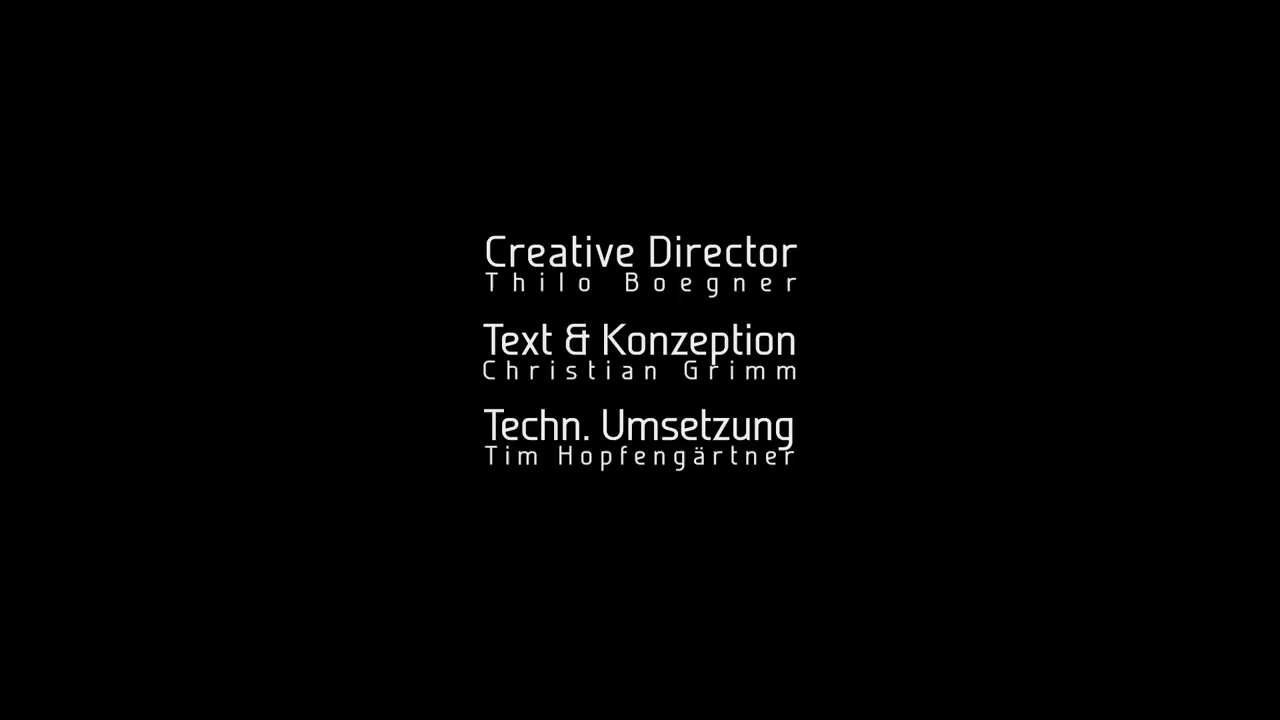 Creative Director
Thilo Boegner
Text & Konzeption
Christian Grimm
Techn. Umsetzung
Tim Hopfengärtner